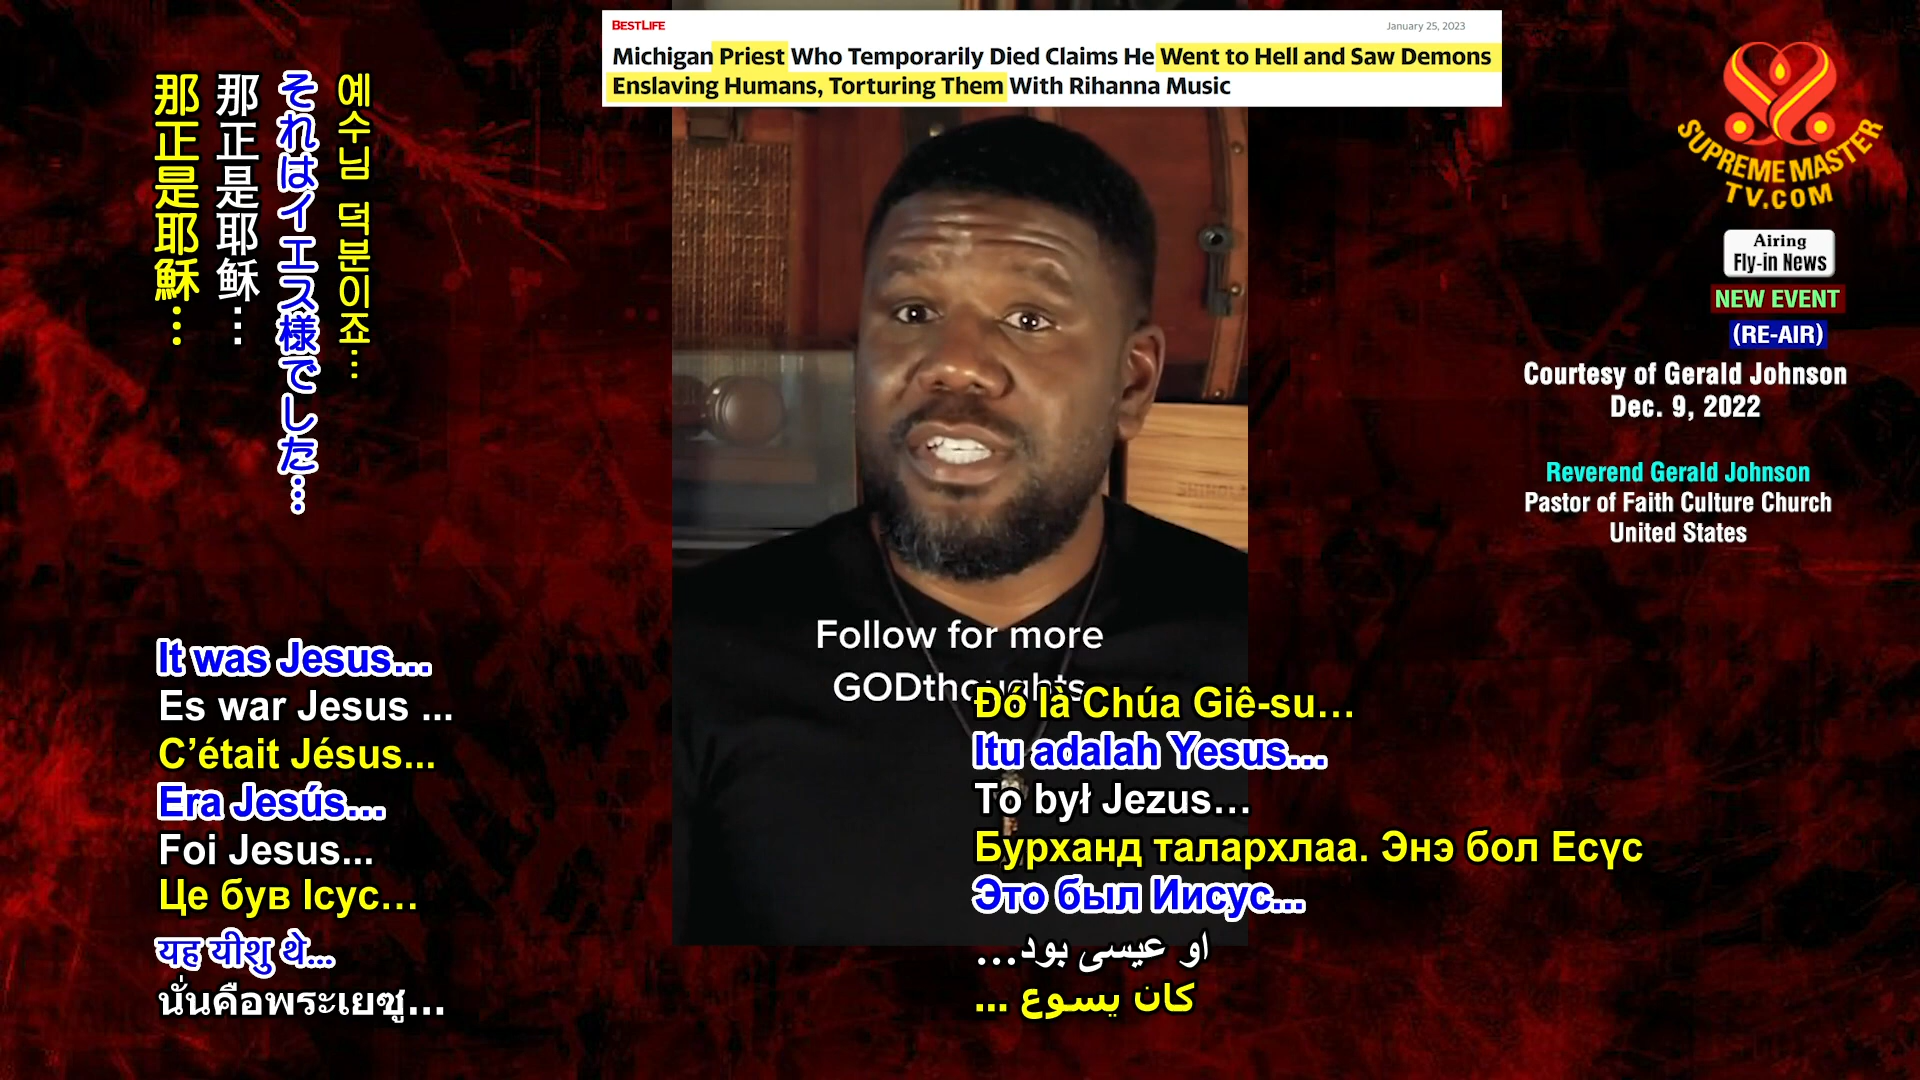 BESTLIFE
January 25, 2023
Michigan Priest Who Temporarily Died Claims He Went to Hell and Saw Demons
Enslaving Humans, Torturing Them With Rihanna Music
SUPREME MASTER
TV.COM
Airing
Fly-in News
NEW EVENT
(RE-AIR)
Courtesy of Gerald Johnson
Dec. 9, 2022
Reverend Gerald Johnson
Pastor of Faith Culture Church
United States
예수님 덕분이죠…
それはイエス様でした…
那正是耶稣…
那正是耶穌…
Follow for more
GODthoughts
It was Jesus…
Es war Jesus ...
C’était Jésus...
Era Jesús…
Foi Jesus...
Це був Ісус…
यह यीशु थे...
นั่นคือพระเยซู…
Đó là Chúa Giê-su…
Itu adalah Yesus…
To był Jezus…
Бурханд талархлаа. Энэ бол Есүс
Это был Иисус...
او عیسی بود…
كان يسوع ...